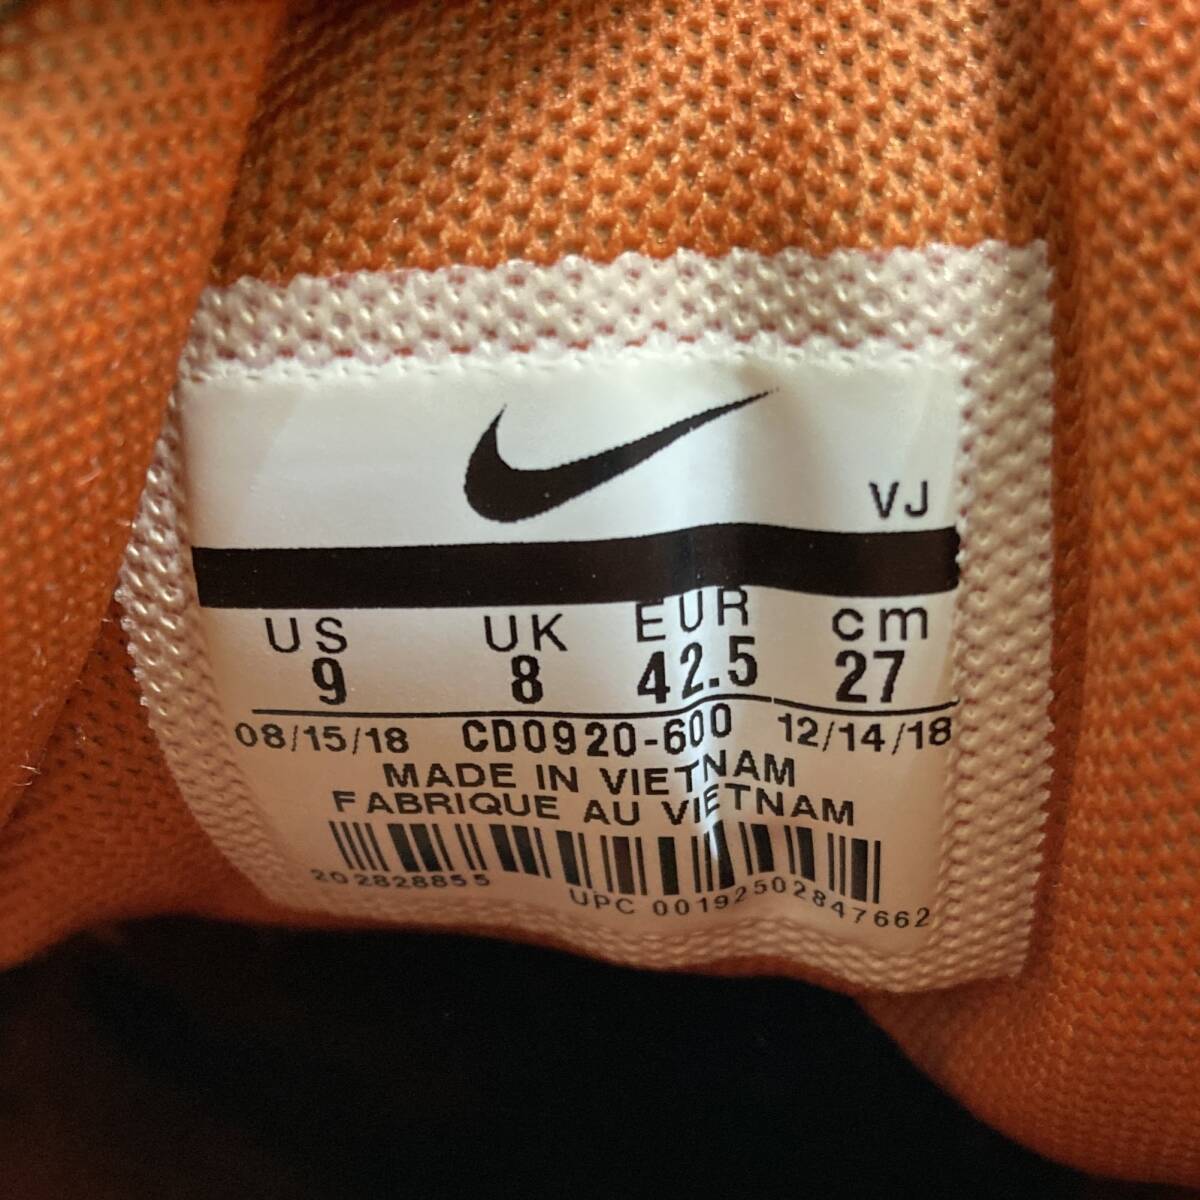 VJ
US UK EUR cm
9 8 42.5 27
08/15/18 CD0920-600 12/14/18
MADE IN VIETNAM
FABRIQUE AU VIETNAM
2028288855
UPC 00192502847662